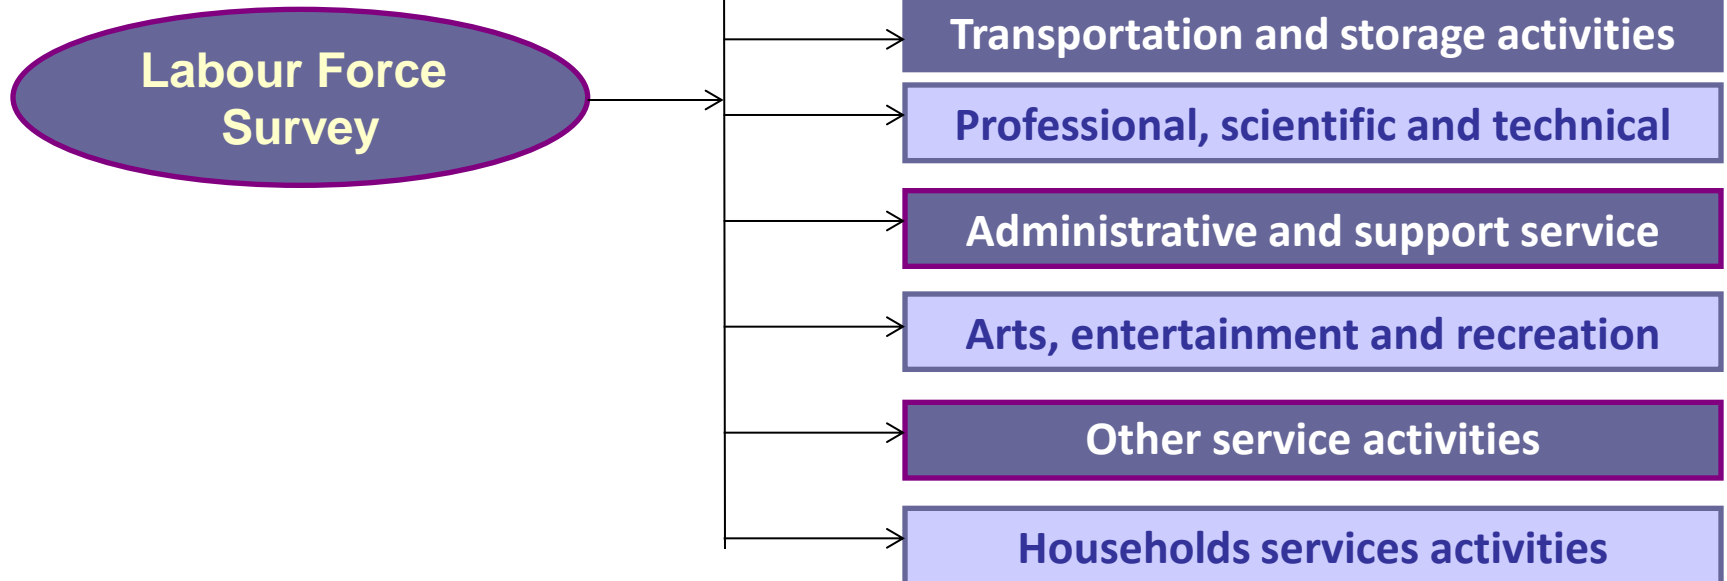 Labour Force
Survey
Transportation and storage activities
Professional, scientific and technical
Administrative and support service
Arts, entertainment and recreation
Other service activities
Households services activities